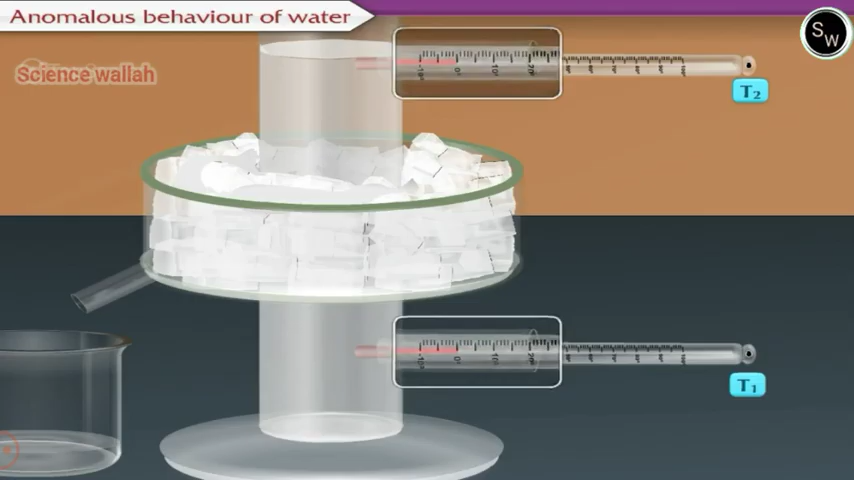 Anomalous behaviour of water
SW
Science wallah
T₂
T₁